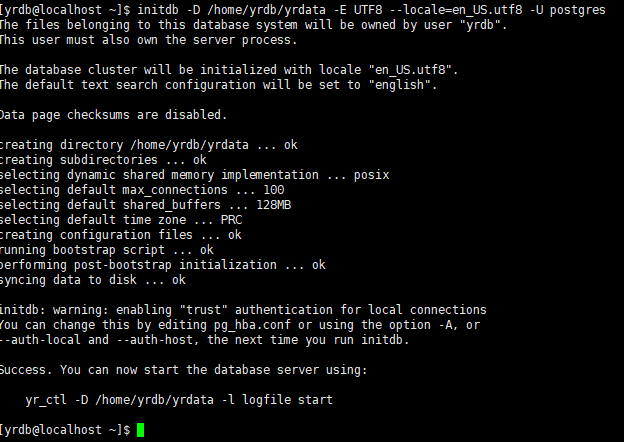 [yrdb@localhost ~]$ initdb -D /home/yrdb/yrdata -E UTF8 --locale=en_US.utf8 -U postgres
The files belonging to this database system will be owned by user "yrdb".
This user must also own the server process.
The database cluster will be initialized with locale "en_US.utf8".
The default text search configuration will be set to "english".
Data page checksums are disabled.
creating directory /home/yrdb/yrdata ... ok
creating subdirectories ... ok
selecting dynamic shared memory implementation ... posix
selecting default max_connections ... 100
selecting default shared_buffers ... 128MB
selecting default time zone ... PRC
creating configuration files ... ok
running bootstrap script ... ok
performing post-bootstrap initialization ... ok
syncing data to disk ... ok
initdb: warning: enabling "trust" authentication for local connections
You can change this by editing pg_hba.conf or using the option -A, or
--auth-local and --auth-host, the next time you run initdb.
Success. You can now start the database server using:
yr_ctl -D /home/yrdb/yrdata -l logfile start
[yrdb@localhost ~]$